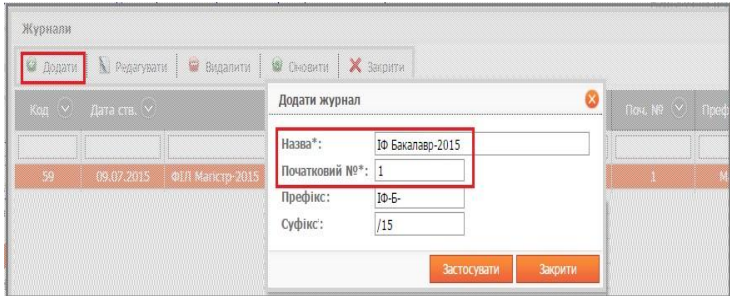 Журнали
Додати Редагувати Видалити Оновити Закрити
Додати журнал
Код Дата ств. Поч. № Преф
Назва*: ІФ Бакалавр-2015
Початковий №*: 1
59 09.07.2015 ФІЛ Магістр-2015 1 М
Префікс: ІФ-Б-
Суфікс: /15
Застосувати Закрити